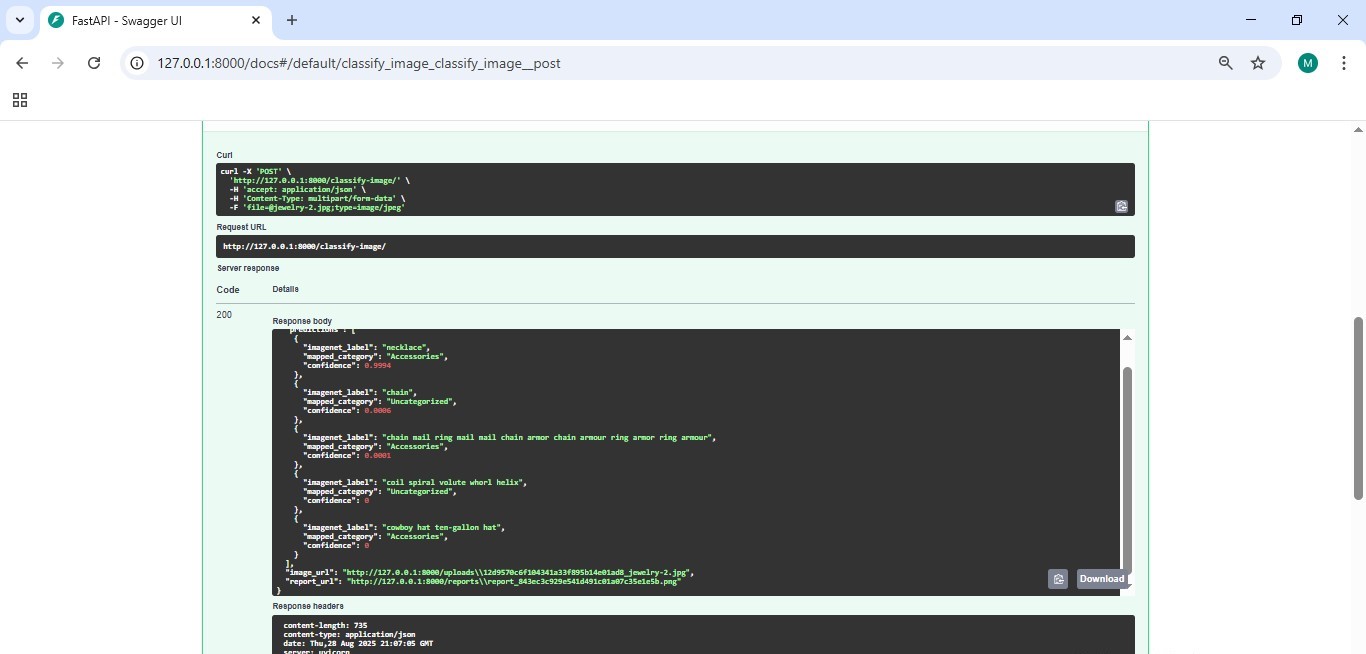 FastAPI - Swagger UI
127.0.0.1:8000/docs#/default/classify_image_classify_image__post
M
Curl
curl -X 'POST' \
'http://127.0.0.1:8000/classify-image/' \
-H 'accept: application/json' \
-H 'Content-Type: multipart/form-data' \
-F 'file=@jewelry-2.jpg;type=image/jpeg'
Request URL
http://127.0.0.1:8000/classify-image/
Server response
Code Details
200
Response body
"predictions": [
{
"imagenet_label": "necklace",
"mapped_category": "Accessories",
"confidence": 0.9994
},
{
"imagenet_label": "chain",
"mapped_category": "Uncategorized",
"confidence": 0.0006
},
{
"imagenet_label": "chain mail ring mail mail chain armor chain armour ring armor ring armour",
"mapped_category": "Accessories",
"confidence": 0.0001
},
{
"imagenet_label": "coil spiral volute whorl helix",
"mapped_category": "Uncategorized",
"confidence": 0
},
{
"imagenet_label": "cowboy hat ten-gallon hat",
"mapped_category": "Accessories",
"confidence": 0
}
],
"image_url": "http://127.0.0.1:8000/uploads\\12d9570c6f104341a33f895b14e01ad8_jewelry-2.jpg",
"report_url": "http://127.0.0.1:8000/reports\\report_843ec3c929e541d491c01a07c35e1e5b.png"
}
Download
Response headers
content-length: 735
content-type: application/json
date: Thu,28 Aug 2025 21:07:05 GMT
server: uvicorn